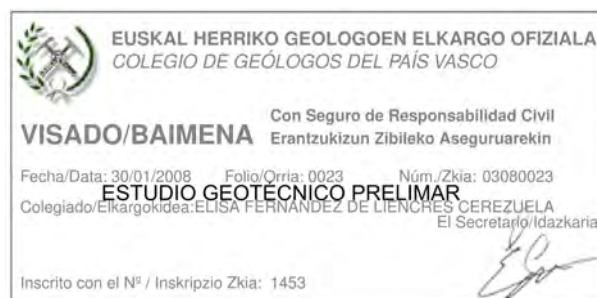 EUSKAL HERRIKO GEOLOGOEN ELKARGO OFIZIALA
COLEGIO DE GEÓLOGOS DEL PAÍS VASCO
VISADO/BAIMENA
Con Seguro de Responsabilidad Civil
Erantzukizun Zibileko Aseguruarekin
Fecha/Data: 30/01/2008 Folio/Orria: 0023 Núm./Zkia: 03080023
ESTUDIO GEOTÉCNICO PRELIMAR
Colegiado/Elkargokidea:ELISA FERNÁNDEZ DE LIENCRES CEREZUELA
El Secretario/Idazkaria
Inscrito con el Nº / Inskripzio Zkia: 1453